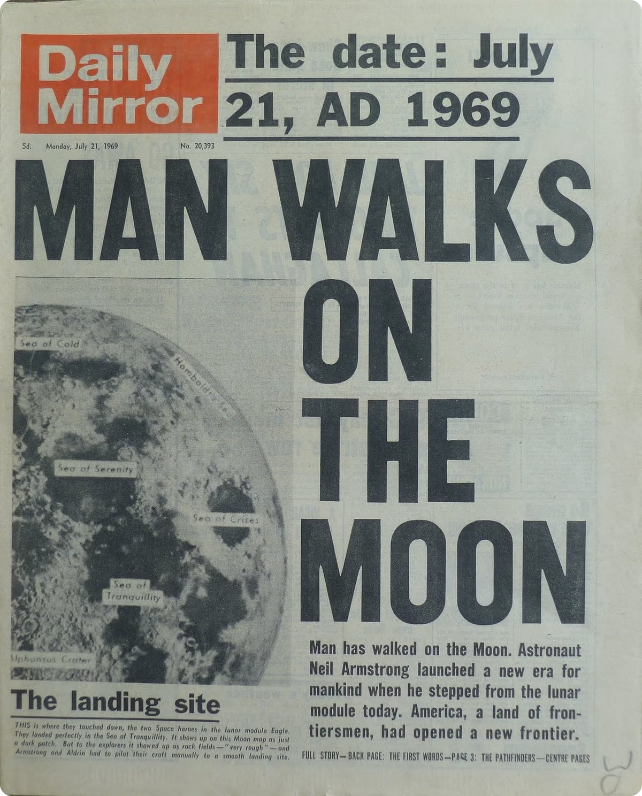 Daily
Mirror
The date: July
21, AD 1969
5d. Monday, July 21, 1969 No. 20,393
MAN WALKS
ON
THE
MOON
Sea of Cold
Sea of Serenity
Sea of Crises
Sea of
Tranquillity
Alphonsus Crater
Man has walked on the Moon. Astronaut
Neil Armstrong launched a new era for
mankind when he stepped from the lunar
module today. America, a land of fron-
tiersmen, had opened a new frontier.
The landing site
THIS is where they touched down, the two Space heroes in the lunar module Eagle.
They landed perfectly in the Sea of Tranquillity. It shows up on this Moon map as just
a dark patch. But to the explorers it showed up as rock fields—"very rough"—and
Armstrong and Aldrin had to pilot their craft manually to a smooth landing site.
FULL STORY—BACK PAGE: THE FIRST WORDS—PAGE 3: THE PATHFINDERS—CENTRE PAGES